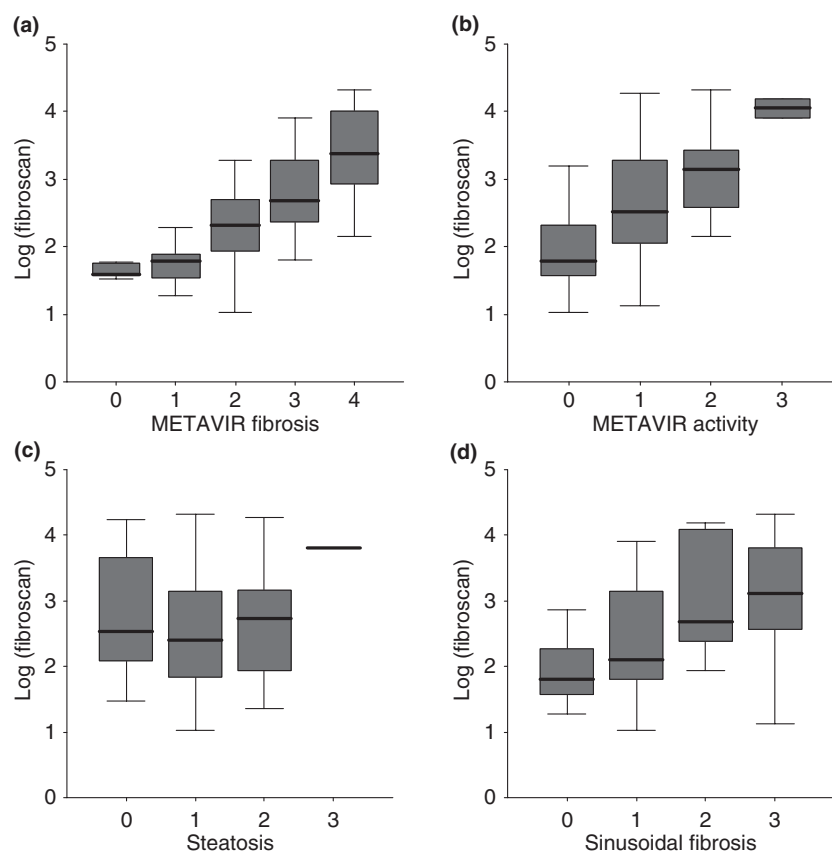 (a)
5
4
3
2
1
0
Log (fibroscan)
0 1 2 3 4
METAVIR fibrosis
(b)
5
4
3
2
1
0
Log (fibroscan)
0 1 2 3
METAVIR activity
(c)
5
4
3
2
1
0
Log (fibroscan)
0 1 2 3
Steatosis
(d)
5
4
3
2
1
0
Log (fibroscan)
0 1 2 3
Sinusoidal fibrosis